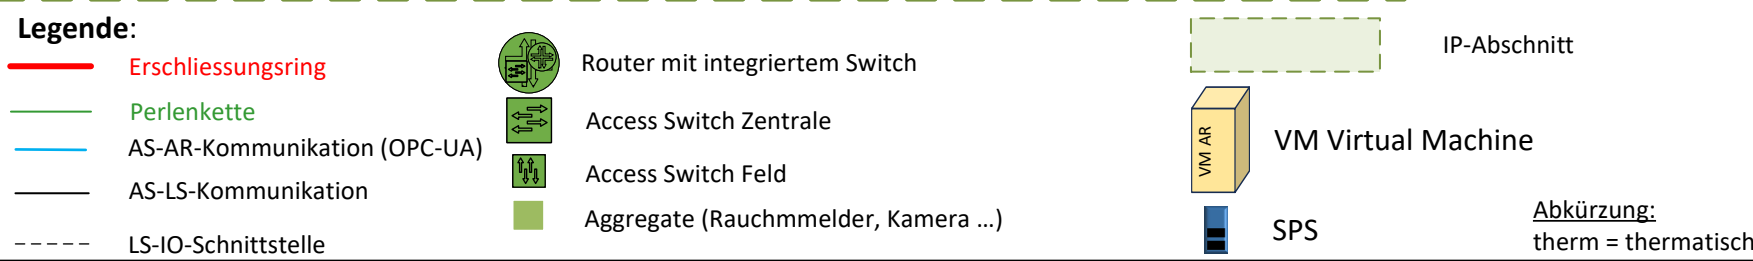 Legende:
Erschliessungsring
Perlenkette
AS-AR-Kommunikation (OPC-UA)
AS-LS-Kommunikation
LS-IO-Schnittstelle
Router mit integriertem Switch
Access Switch Zentrale
Access Switch Feld
Aggregate (Rauchmmelder, Kamera ...)
IP-Abschnitt
VM AR
VM Virtual Machine
SPS
Abkürzung:
therm = thermatisch